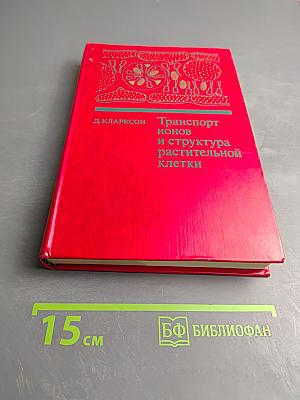 Д. КЛАРКСОН
Транспорт
ионов
и структура
растительной
клетки
15 см
БФ БИБЛИОФАН